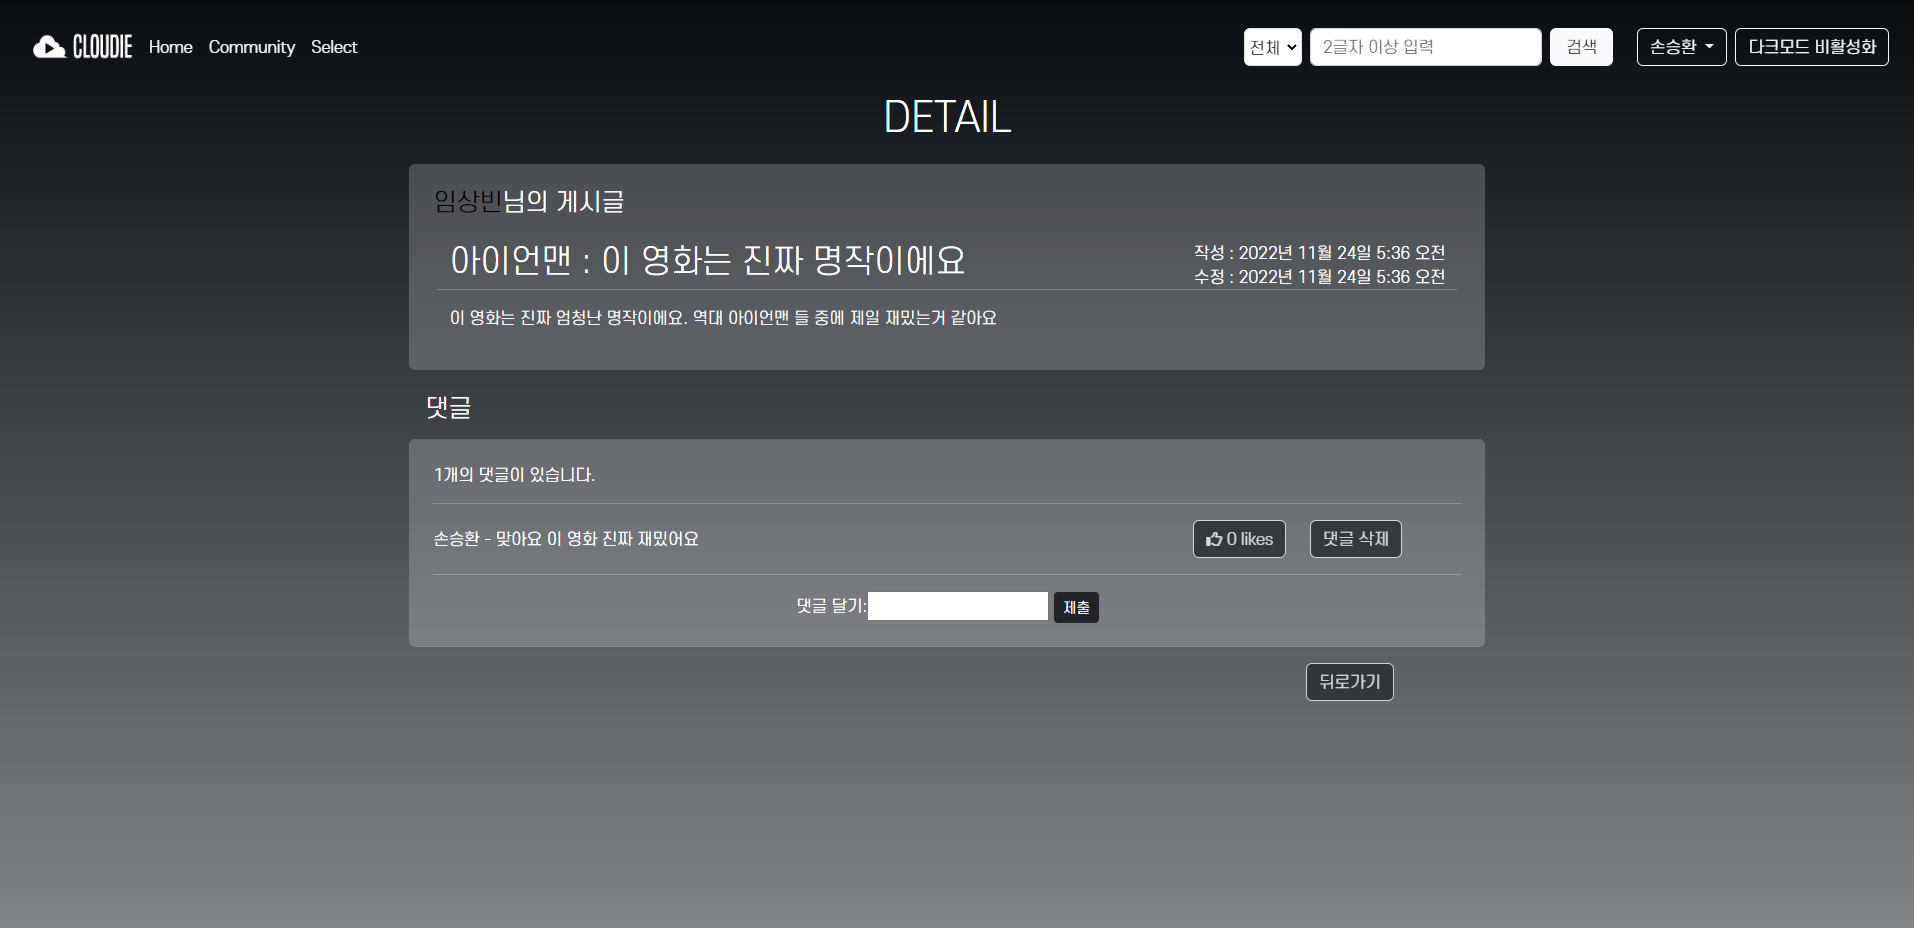 CLOUDIE Home Community Select 전체 2글자 이상 입력 검색 손승환 다크모드 비활성화
DETAIL
임상빈님의 게시글
아이언맨 : 이 영화는 진짜 명작이에요
작성 : 2022년 11월 24일 5:36 오전
수정 : 2022년 11월 24일 5:36 오전
이 영화는 진짜 엄청난 명작이에요. 역대 아이언맨 들 중에 제일 재밌는거 같아요
댓글
1개의 댓글이 있습니다.
손승환 - 맞아요 이 영화 진짜 재밌어요 0 likes 댓글 삭제
댓글 달기: 제출
뒤로가기